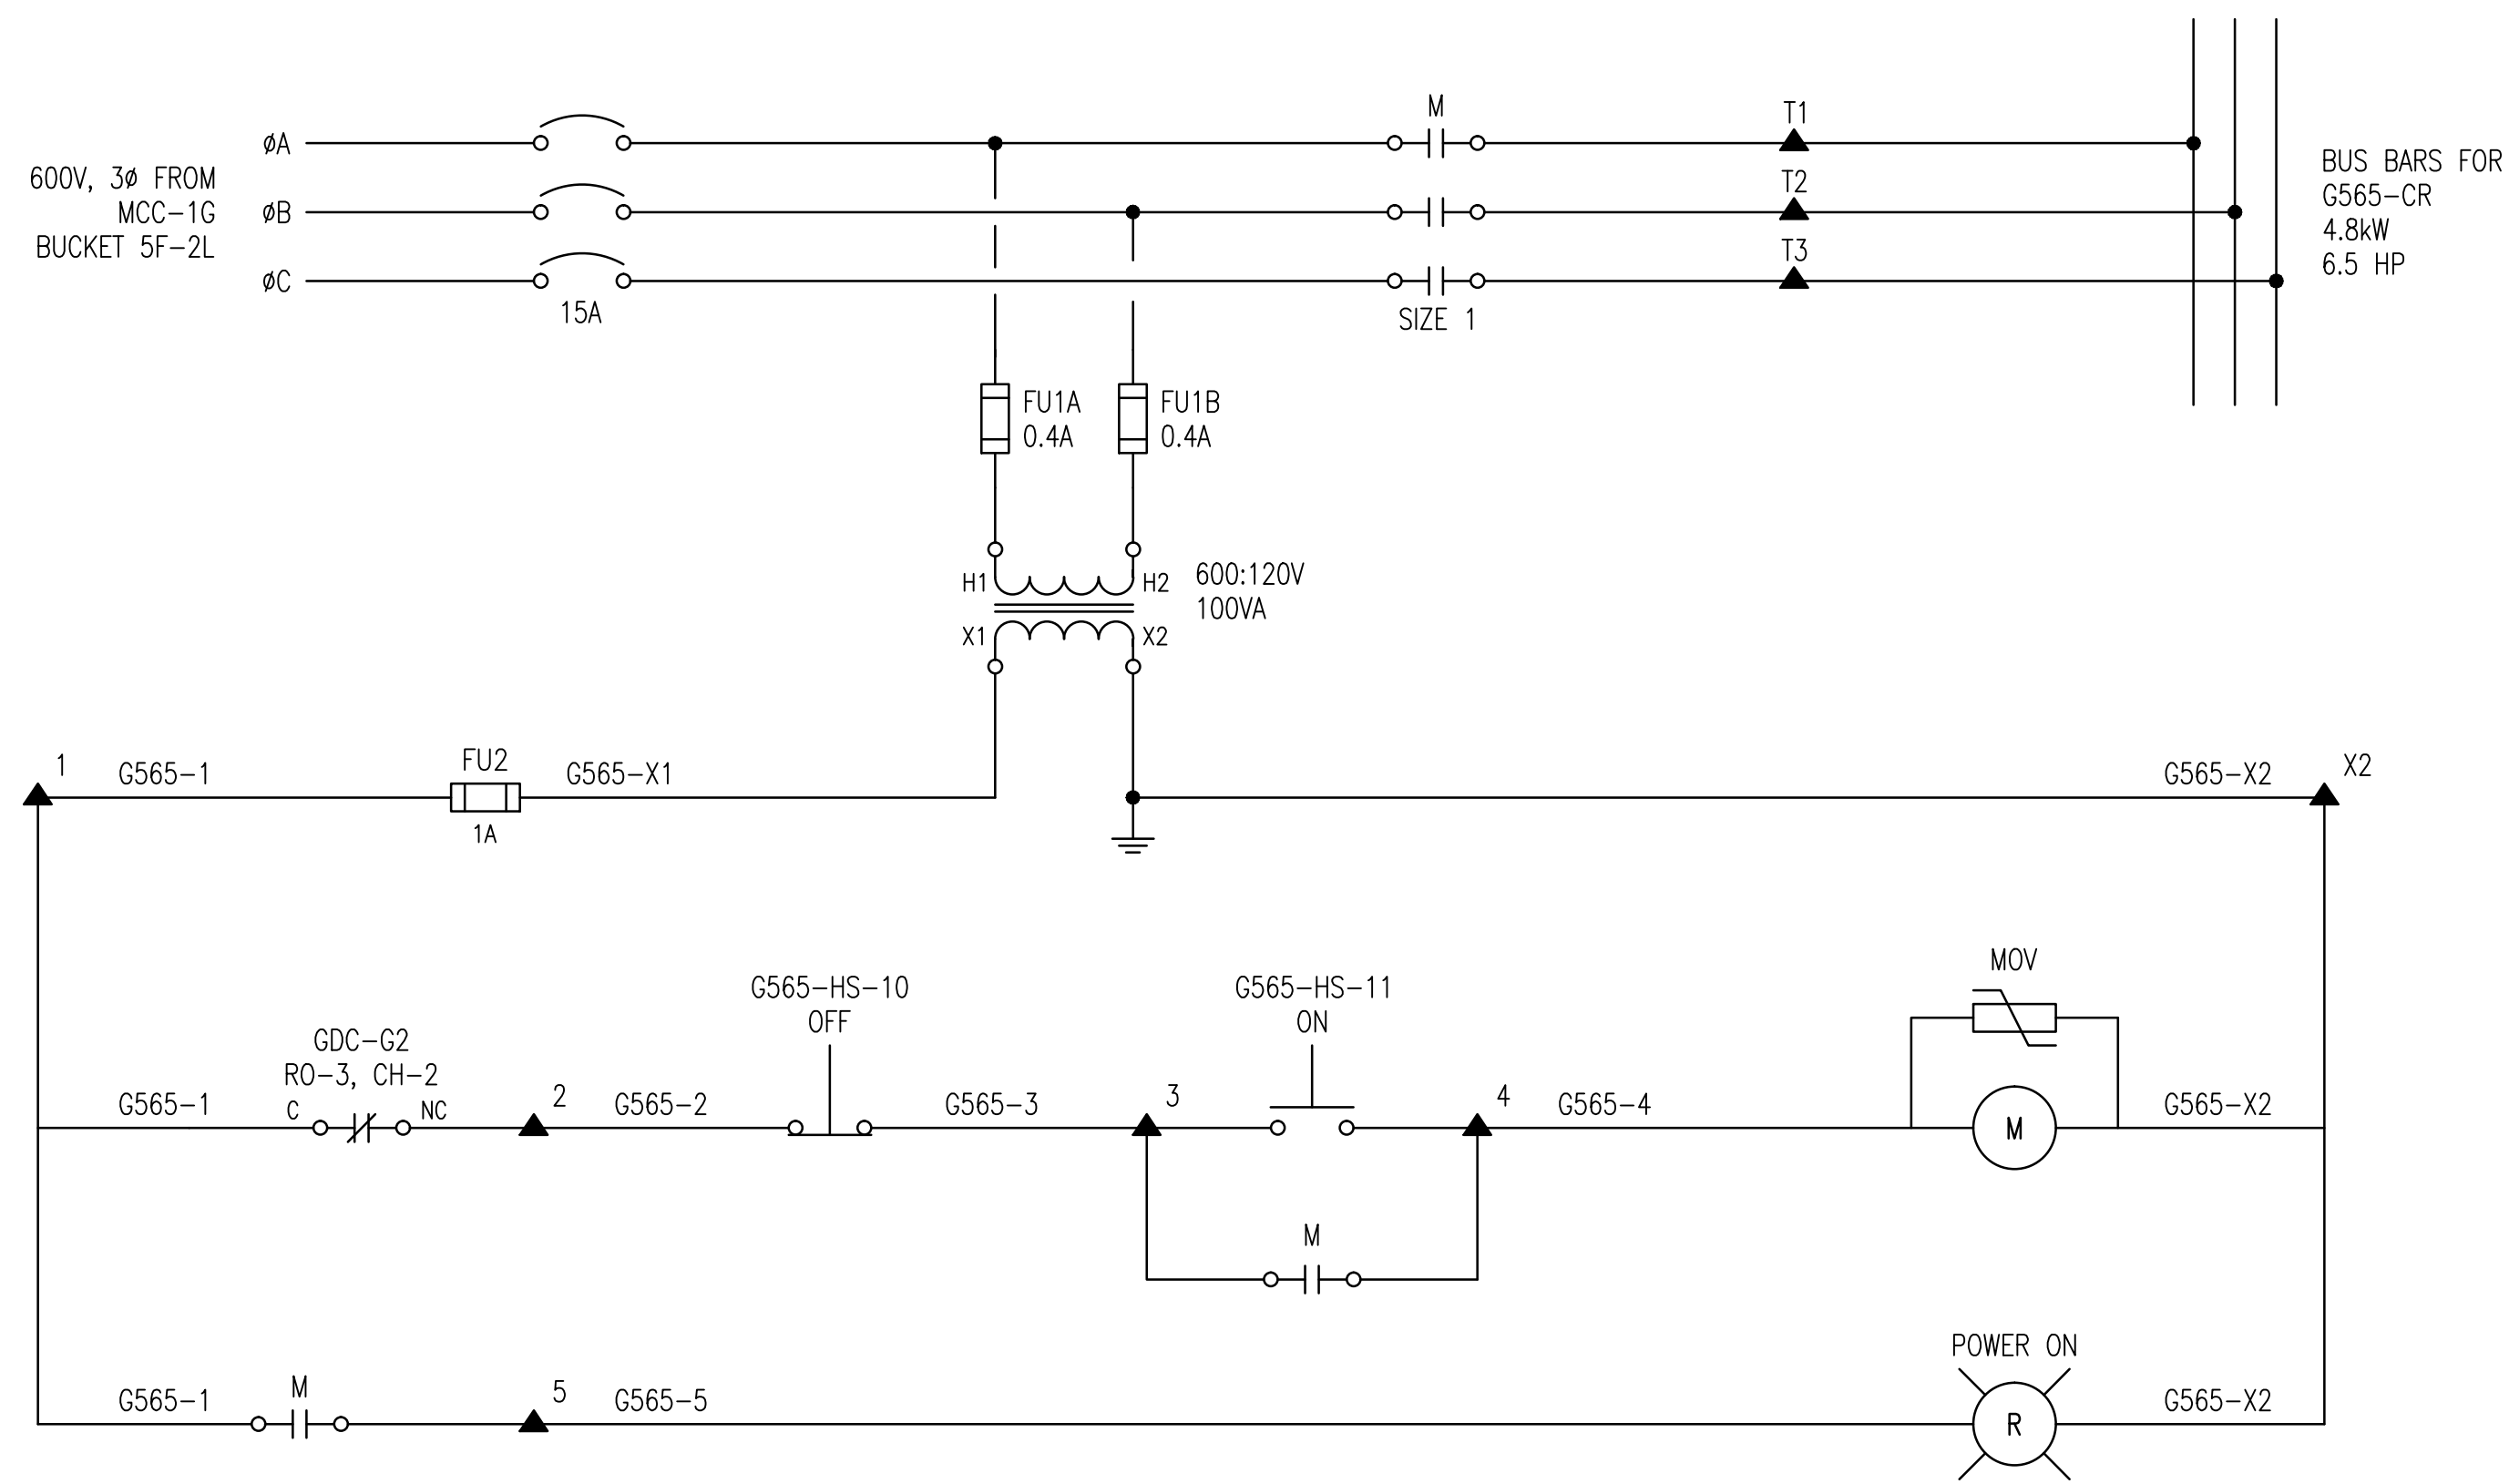 600V, 3ø FROM
MCC-1G
BUCKET 5F-2L
øA
øB
øC
15A
M
SIZE 1
T1
T2
T3
BUS BARS FOR
G565-CR
4.8kW
6.5 HP
FU1A
0.4A
FU1B
0.4A
H1
H2
600:120V
100VA
X1
X2
1
G565-1
FU2
1A
G565-X1
G565-X2
X2
G565-1
GDC-G2
RO-3, CH-2
C
NC
2
G565-2
G565-HS-10
OFF
G565-3
3
G565-HS-11
ON
4
G565-4
MOV
M
G565-X2
M
G565-1
M
5
G565-5
POWER ON
R
G565-X2